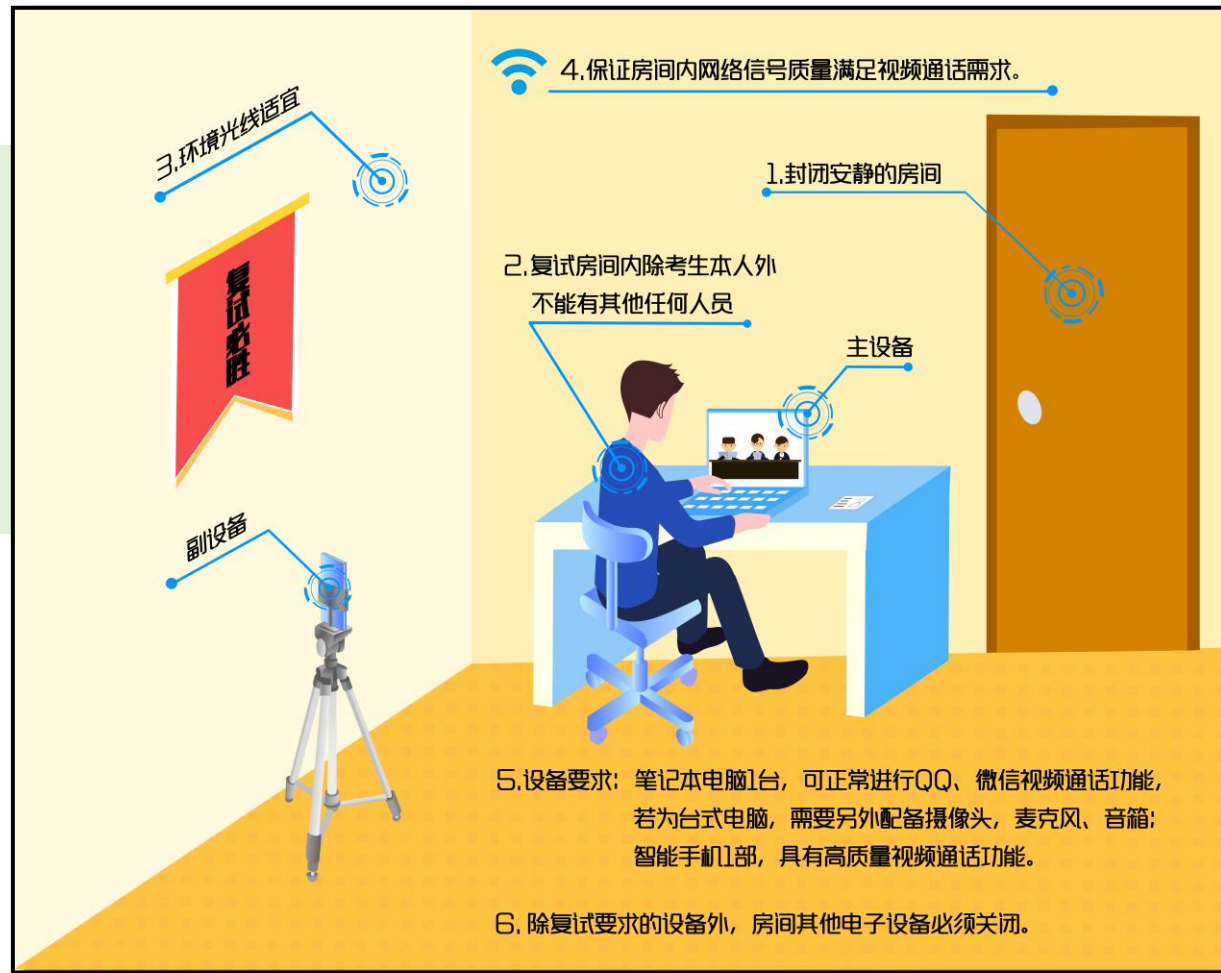 4.保证房间内网络信号质量满足视频通话需求。
3.环境光线适宜
1.封闭安静的房间
2.复试房间内除考生本人外
不能有其他任何人员
复试必胜
主设备
副设备
5.设备要求：笔记本电脑1台，可正常进行QQ、微信视频通话功能，
若为台式电脑，需要另外配备摄像头，麦克风、音箱；
智能手机1部，具有高质量视频通话功能。
6.除复试要求的设备外，房间其他电子设备必须关闭。